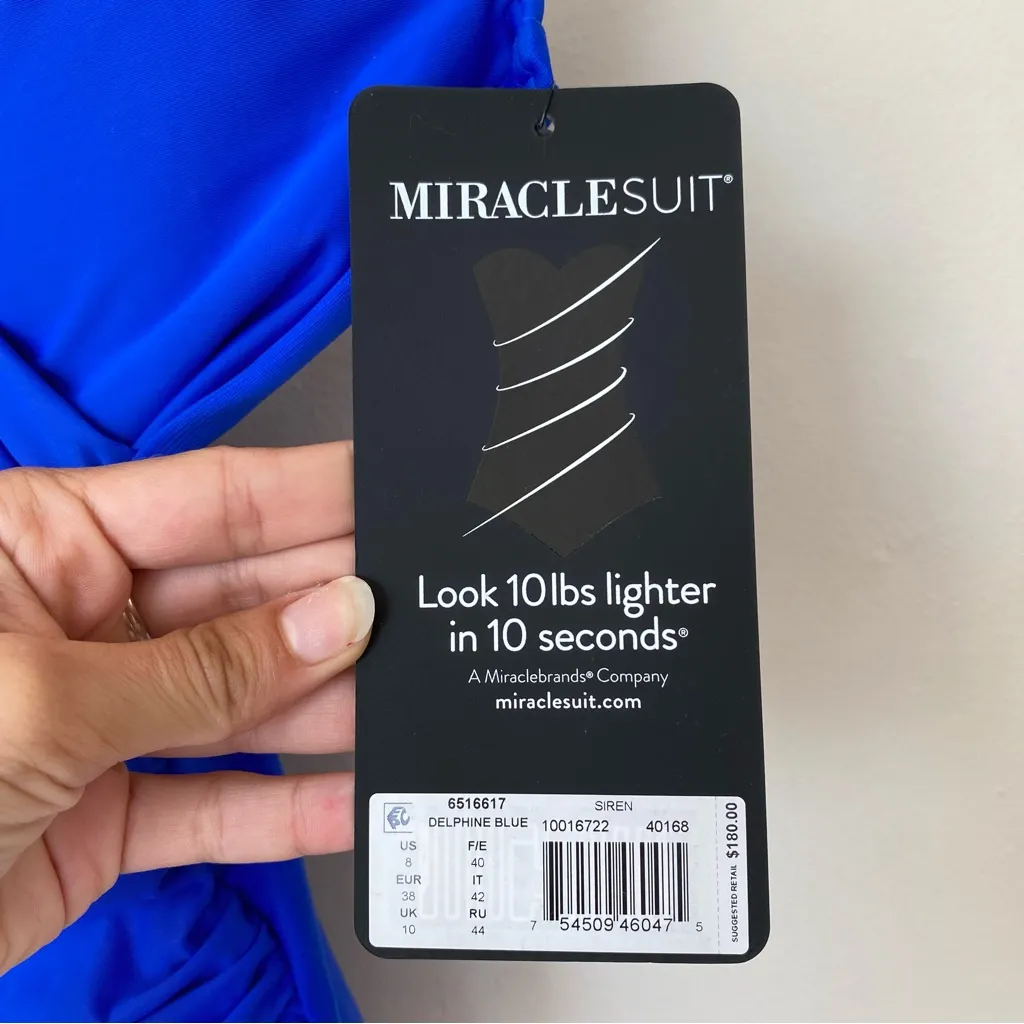 MIRACLESUIT®
Look 10 lbs lighter
in 10 seconds®
A Miraclebrands® Company
miraclesuit.com
6516617 SIREN
DELPHINE BLUE 10016722 40168
US F/E
8 40
EUR IT
38 42
UK RU
10 44
7 54509 46047 5
SUGGESTED RETAIL $180.00